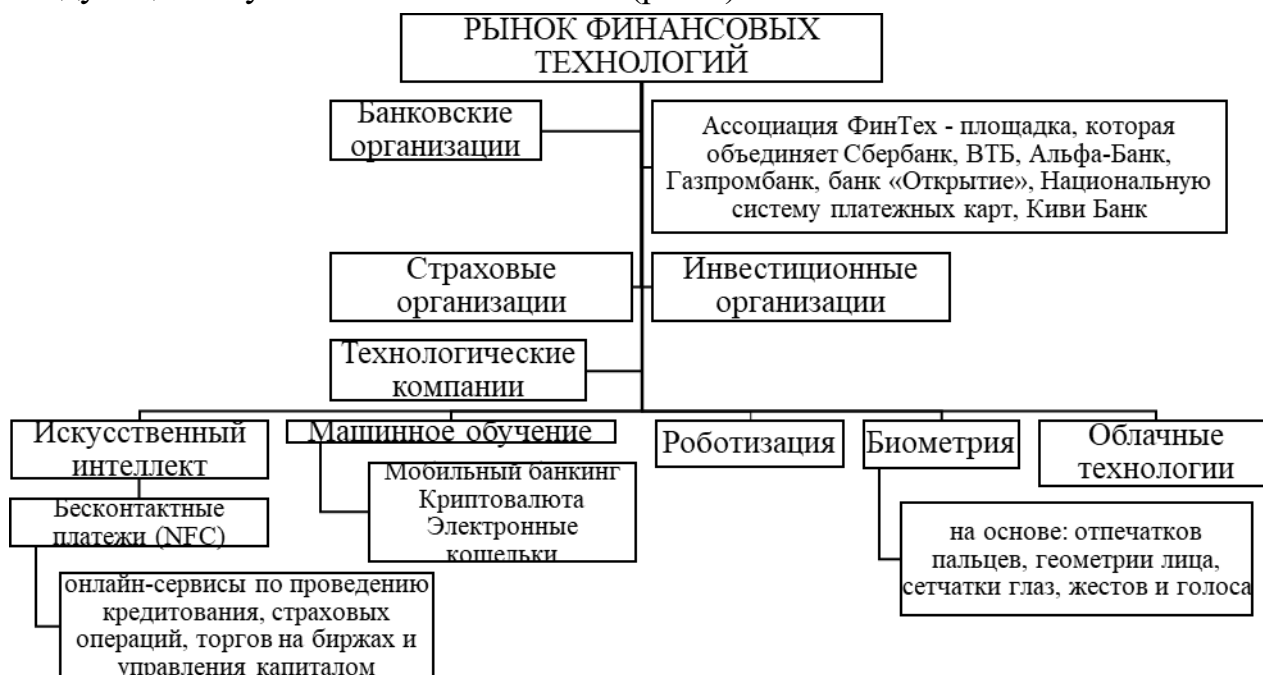 РЫНОК ФИНАНСОВЫХ
ТЕХНОЛОГИЙ
Банковские
организации
Ассоциация ФинТех - площадка, которая
объединяет Сбербанк, ВТБ, Альфа-Банк,
Газпромбанк, банк «Открытие», Национальную
систему платежных карт, Киви Банк
Страховые
организации
Инвестиционные
организации
Технологические
компании
Искусственный
интеллект
Машинное обучение
Роботизация
Биометрия
Облачные
технологии
Бесконтактные
платежи (NFC)
Мобильный банкинг
Криптовалюта
Электронные
кошельки
на основе: отпечатков
пальцев, геометрии лица,
сетчатки глаз, жестов и голоса
онлайн-сервисы по проведению
кредитования, страховых
операций, торгов на биржах и
управления капиталом